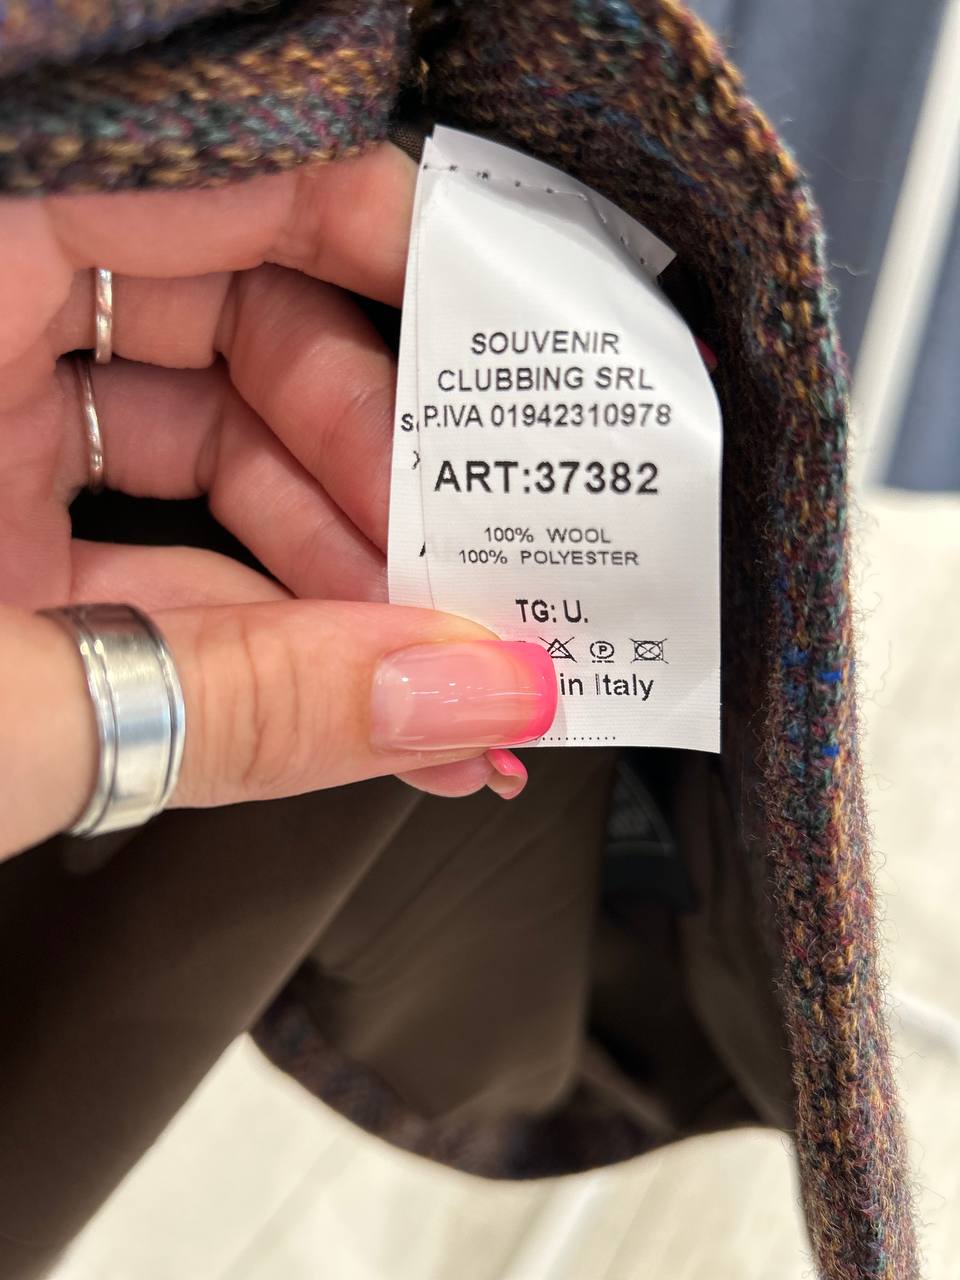 SOUVENIR
CLUBBING SRL
P.IVA 01942310978
ART:37382
100% WOOL
100% POLYESTER
TG: U.
in Italy